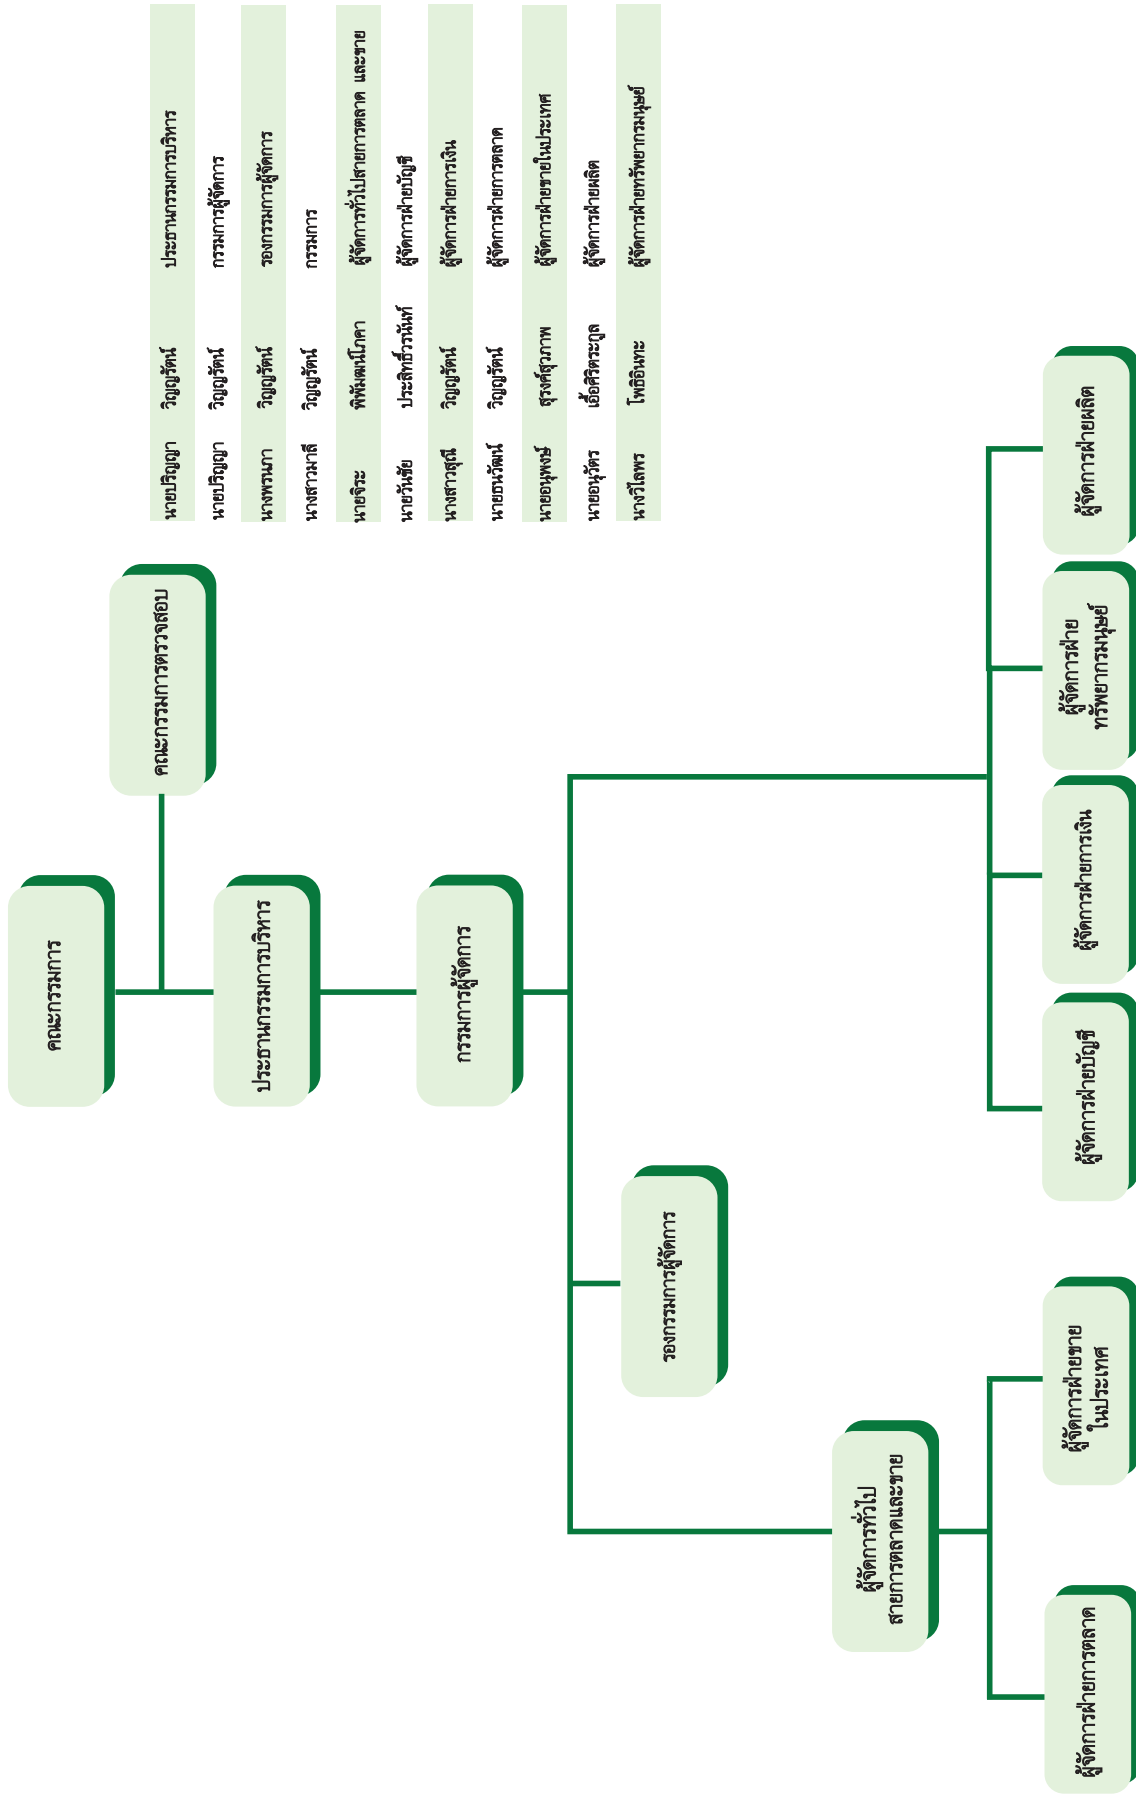 คณะกรรมการ
คณะกรรมการตรวจสอบ
ประธานกรรมการบริหาร
กรรมการผู้จัดการ
รองกรรมการผู้จัดการ
ผู้จัดการทั่วไป
สายการตลาดและขาย
ผู้จัดการฝ่ายการตลาด
ผู้จัดการฝ่ายขาย
ในประเทศ
ผู้จัดการฝ่ายบัญชี
ผู้จัดการฝ่ายการเงิน
ผู้จัดการฝ่าย
ทรัพยากรมนุษย์
ผู้จัดการฝ่ายผลิต
นายปริญญา วิญญรัตน์ ประธานกรรมการบริหาร
นายปริญญา วิญญรัตน์ กรรมการผู้จัดการ
นางพรนภา วิญญรัตน์ รองกรรมการผู้จัดการ
นางสาวมาลี วิญญรัตน์ กรรมการ
นายจิระ พิพัฒน์โภคา ผู้จัดการทั่วไปสายการตลาด และขาย
นายวันชัย ประสิทธิ์วรนันท์ ผู้จัดการฝ่ายบัญชี
นางสาวสุณี วิญญรัตน์ ผู้จัดการฝ่ายการเงิน
นายธนวัฒน์ วิญญรัตน์ ผู้จัดการฝ่ายการตลาด
นายอนุพงษ์ สุรงค์สุวภาพ ผู้จัดการฝ่ายขายในประเทศ
นายอนุวัตร เอื้อศิริตระกูล ผู้จัดการฝ่ายผลิต
นางวิไลพร โพธิอินทะ ผู้จัดการฝ่ายทรัพยากรมนุษย์